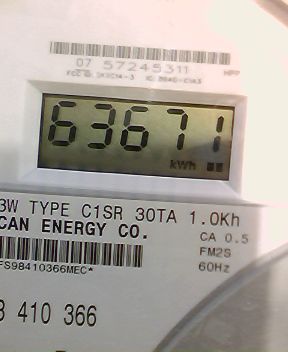 07 57245311
63671
kWh
3W TYPE C1SR 30TA 1.0Kh
CAN ENERGY CO.
CA 0.5
FM2S
60Hz
FS98410366MEC*
8 410 366